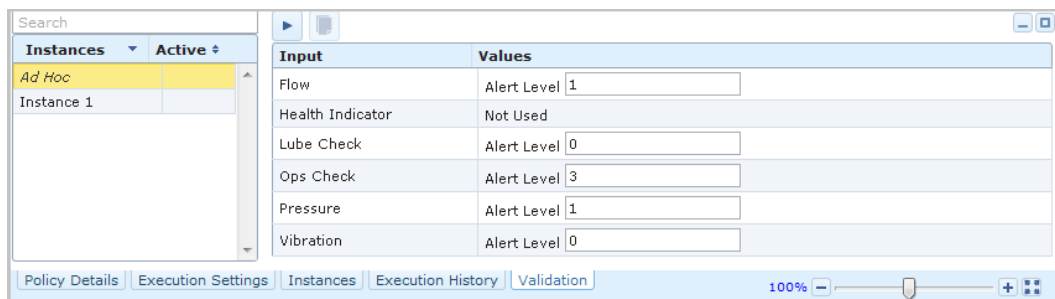 Search
Instances Active
Ad Hoc
Instance 1
Input Values
Flow Alert Level 1
Health Indicator Not Used
Lube Check Alert Level 0
Ops Check Alert Level 3
Pressure Alert Level 1
Vibration Alert Level 0
Policy Details Execution Settings Instances Execution History Validation
100%